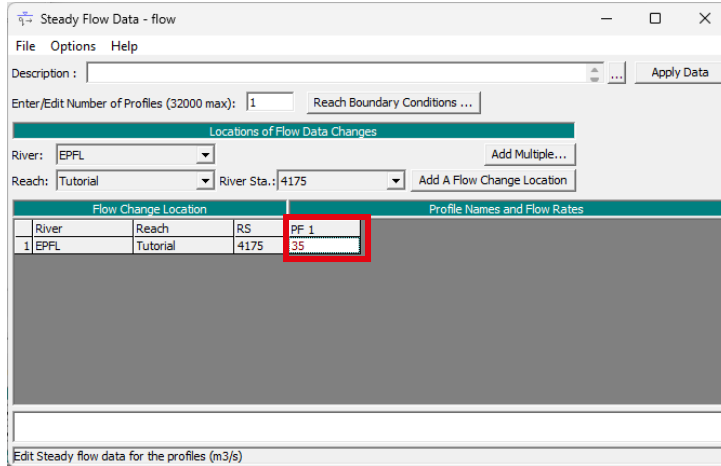 Steady Flow Data - flow
File Options Help
Description : ... Apply Data
Enter/Edit Number of Profiles (32000 max): 1 Reach Boundary Conditions ...
Locations of Flow Data Changes
River: EPFL Add Multiple...
Reach: Tutorial River Sta.: 4175 Add A Flow Change Location
Flow Change Location Profile Names and Flow Rates
River Reach RS PF 1
1 EPFL Tutorial 4175 35
Edit Steady flow data for the profiles (m3/s)